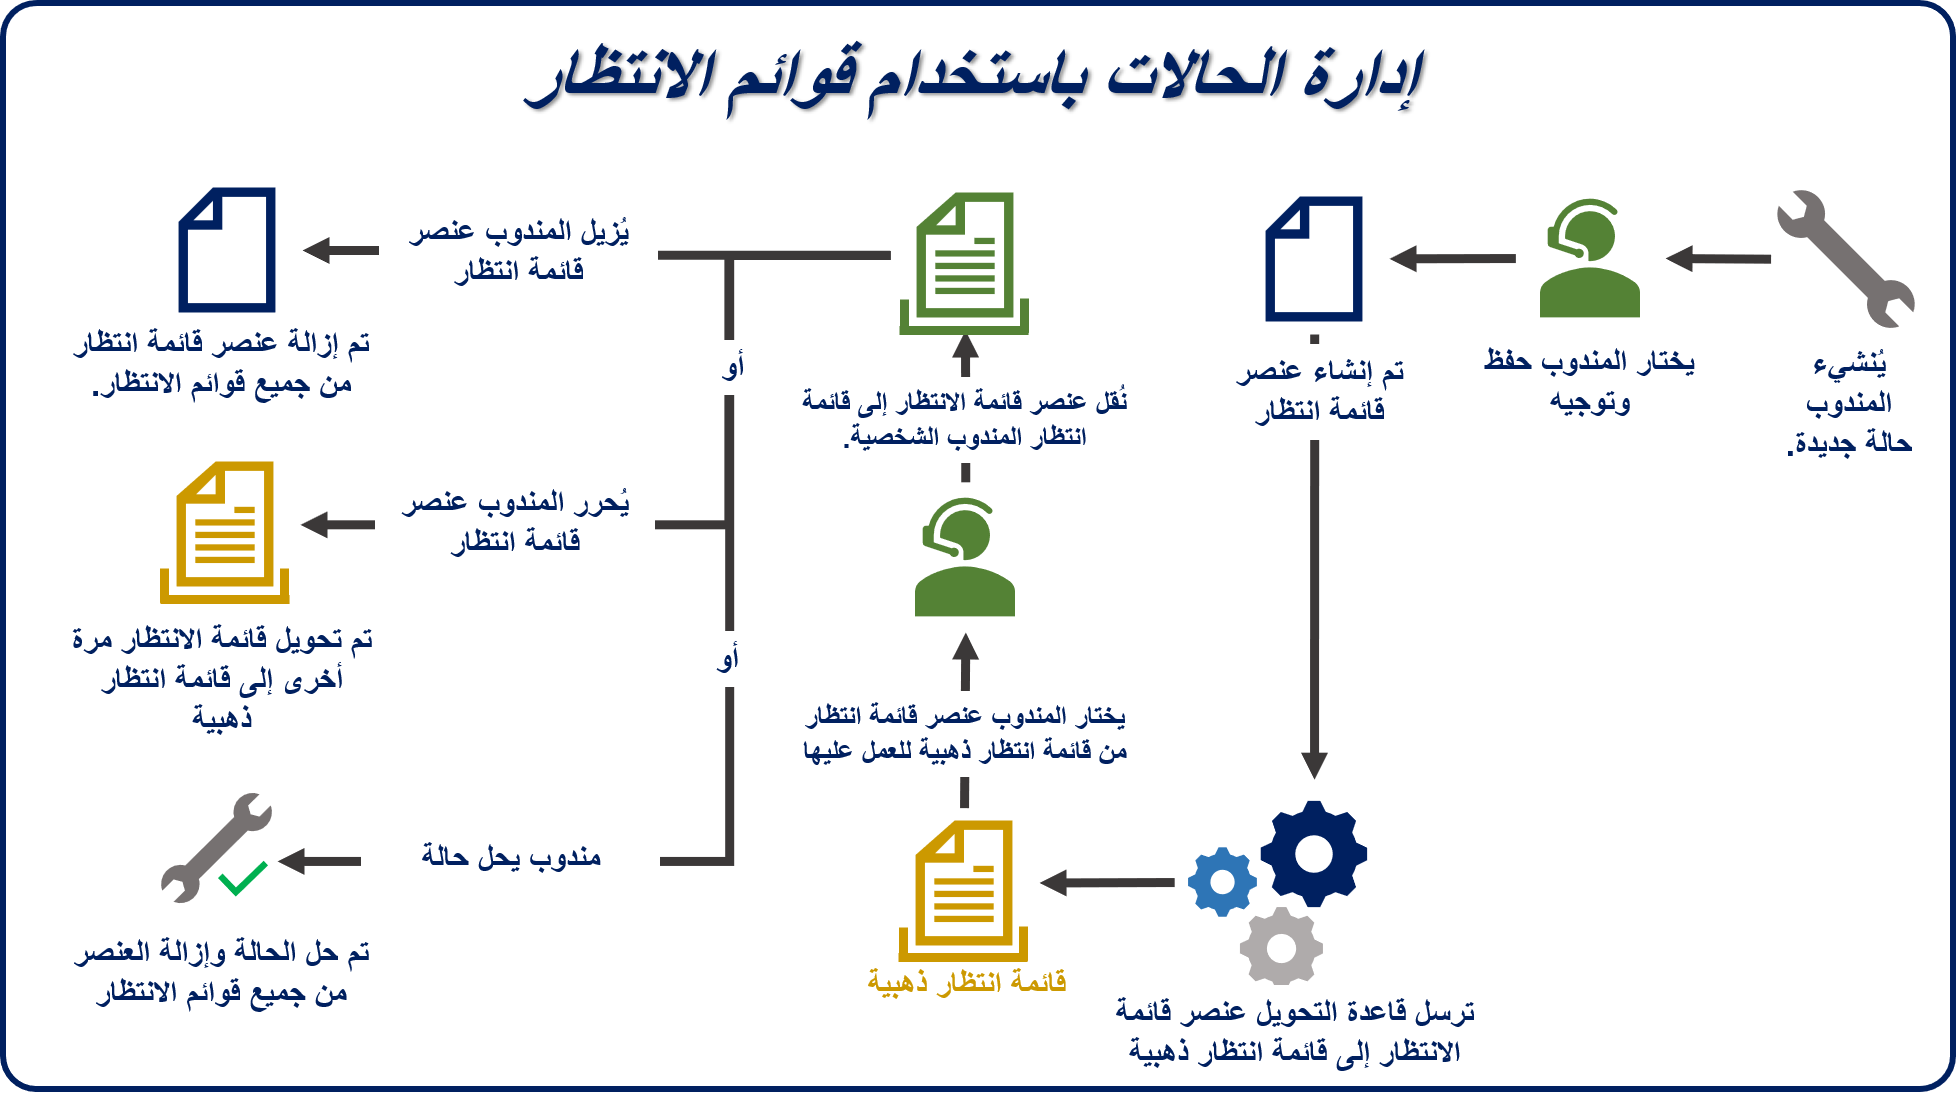 إدارة الحالات باستخدام قوائم الانتظار
يُنشيء
المندوب
حالة جديدة.
يختار المندوب حفظ
وتوجيه
تم إنشاء عنصر
قائمة انتظار
ترسل قاعدة التحويل عنصر قائمة
الانتظار إلى قائمة انتظار ذهبية
قائمة انتظار ذهبية
يختار المندوب عنصر قائمة انتظار
من قائمة انتظار ذهبية للعمل عليها
نُقل عنصر قائمة الانتظار إلى قائمة
انتظار المندوب الشخصية.
يُزيل المندوب عنصر
قائمة انتظار
تم إزالة عنصر قائمة انتظار
من جميع قوائم الانتظار.
أو
يُحرر المندوب عنصر
قائمة انتظار
تم تحويل قائمة الانتظار مرة
أخرى إلى قائمة انتظار
ذهبية
أو
مندوب يحل حالة
تم حل الحالة وإزالة العنصر
من جميع قوائم الانتظار